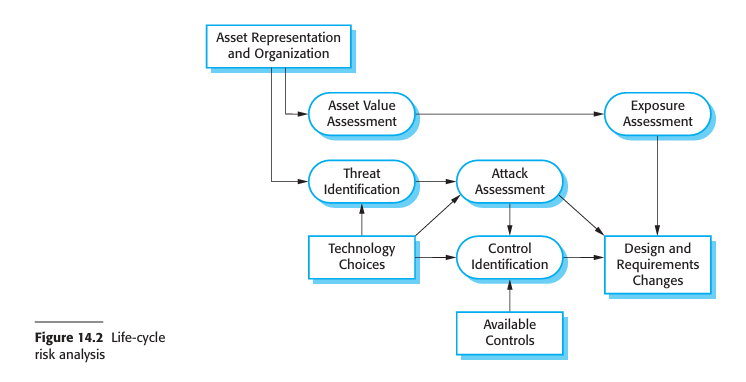 Asset Representation
and Organization
Asset Value
Assessment
Exposure
Assessment
Threat
Identification
Attack
Assessment
Technology
Choices
Control
Identification
Design and
Requirements
Changes
Available
Controls
Figure 14.2 Life-cycle
risk analysis